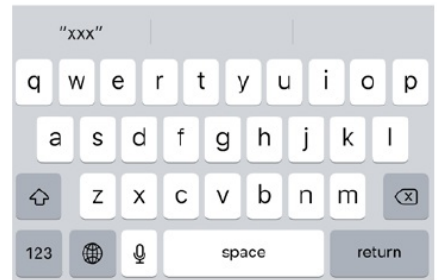 "xxx"
q w e r t y u i o p
a s d f g h j k l
z x c v b n m
123 space return